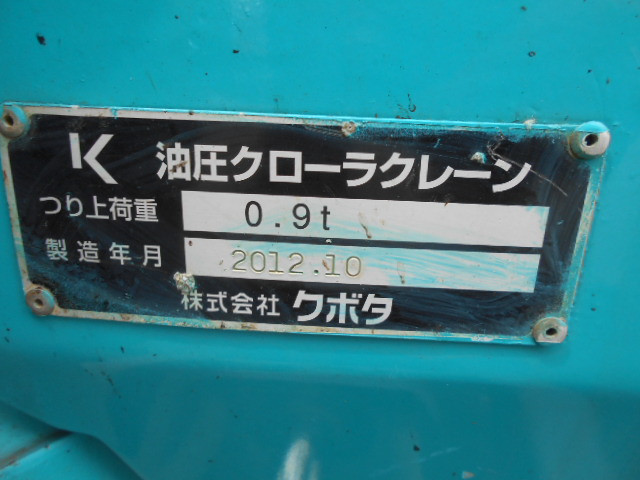 K 油圧クローラクレーン
つり上荷重 0.9t
製造年月 2012.10
株式会社 クボタ